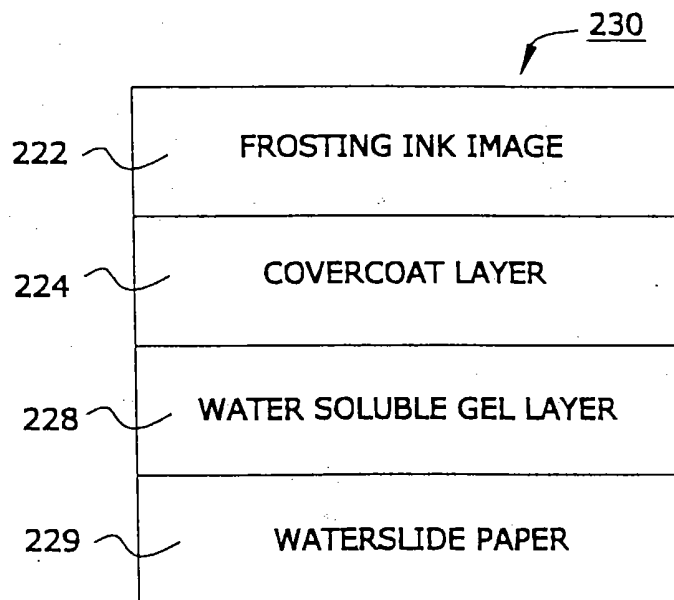 230
222 FROSTING INK IMAGE
224 COVERCOAT LAYER
228 WATER SOLUBLE GEL LAYER
229 WATERSLIDE PAPER